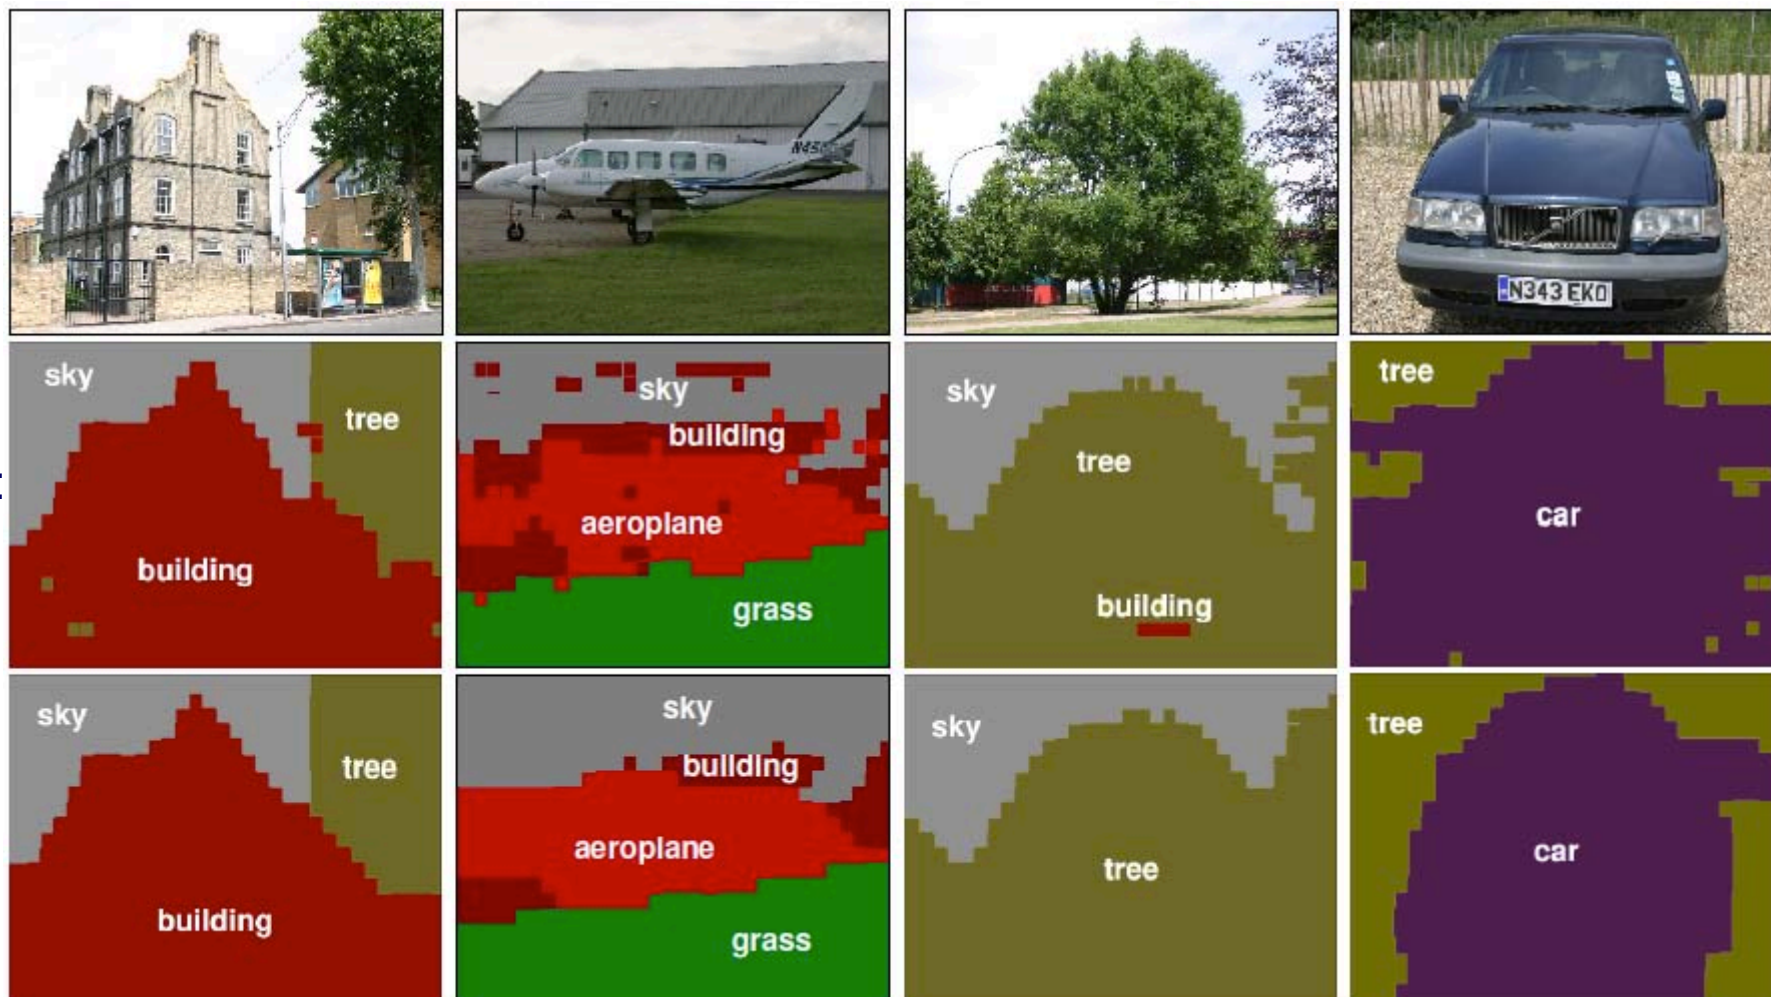 N343 EKO
sky
tree
building
sky
building
aeroplane
grass
sky
tree
building
tree
car
sky
tree
building
sky
building
aeroplane
grass
sky
tree
tree
car